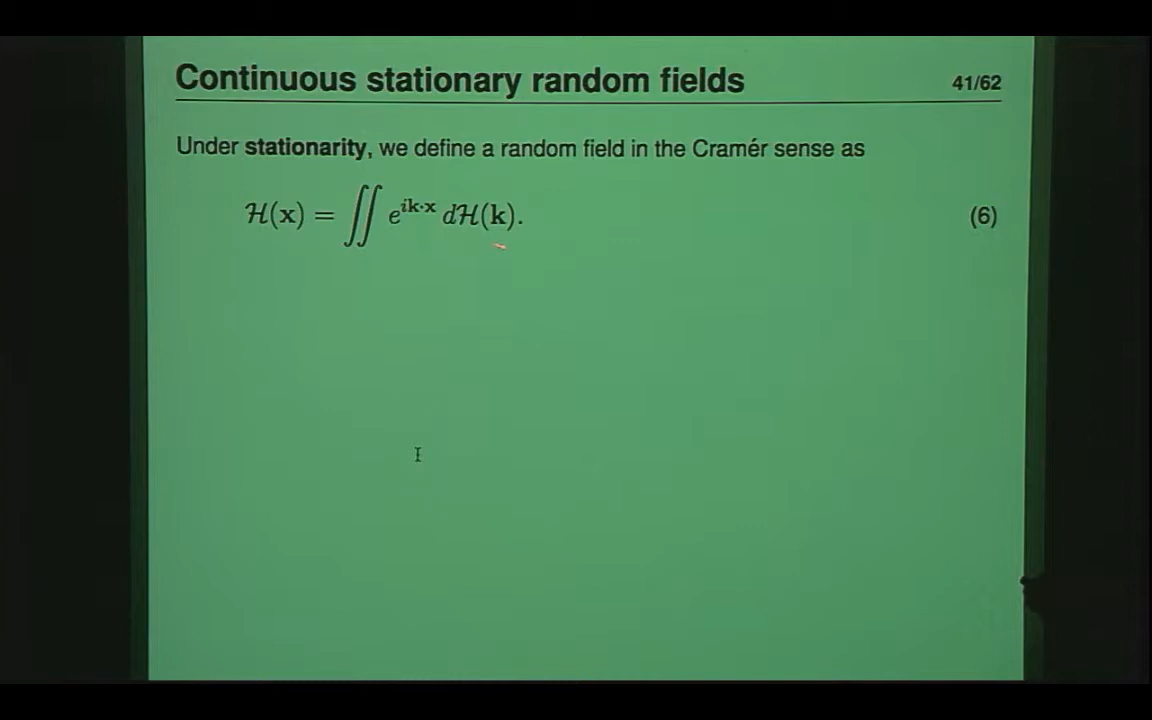 Continuous stationary random fields 41/62
Under stationarity, we define a random field in the Cramér sense as
ℋ(x) = ∬ e^{ik·x} dℋ(k). (6)